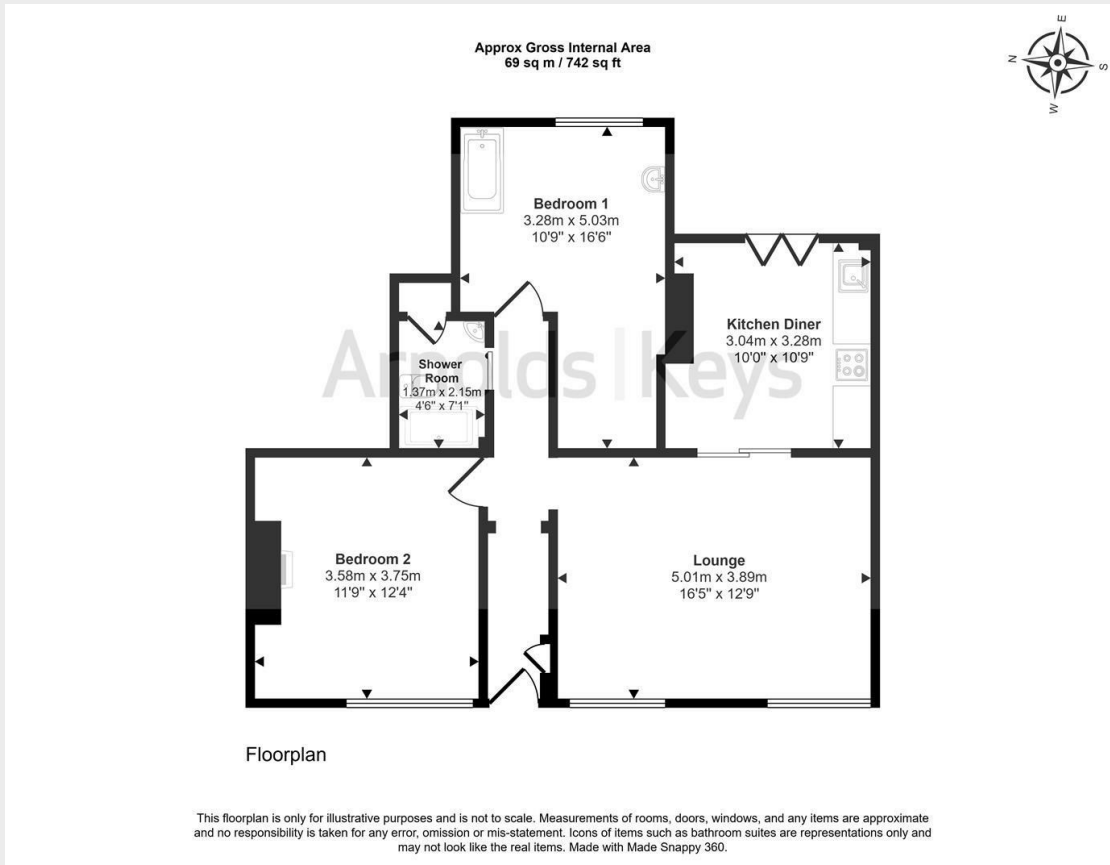 Approx Gross Internal Area
69 sq m / 742 sq ft
E
N
S
W
Bedroom 1
3.28m x 5.03m
10'9" x 16'6"
Kitchen Diner
3.04m x 3.28m
10'0" x 10'9"
Arnolds | Keys
Shower
Room
1.37m x 2.15m
4'6" x 7'1"
Bedroom 2
3.58m x 3.75m
11'9" x 12'4"
Lounge
5.01m x 3.89m
16'5" x 12'9"
Floorplan
This floorplan is only for illustrative purposes and is not to scale. Measurements of rooms, doors, windows, and any items are approximate
and no responsibility is taken for any error, omission or mis-statement. Icons of items such as bathroom suites are representations only and
may not look like the real items. Made with Made Snappy 360.